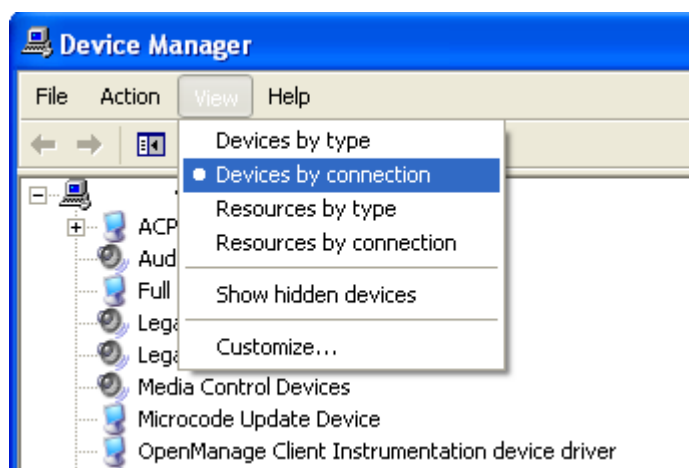 Device Manager
File Action View Help
Devices by type
Devices by connection
Resources by type
Resources by connection
Show hidden devices
Customize...
ACP
Aud
Full
Lega
Lega
Media Control Devices
Microcode Update Device
OpenManage Client Instrumentation device driver